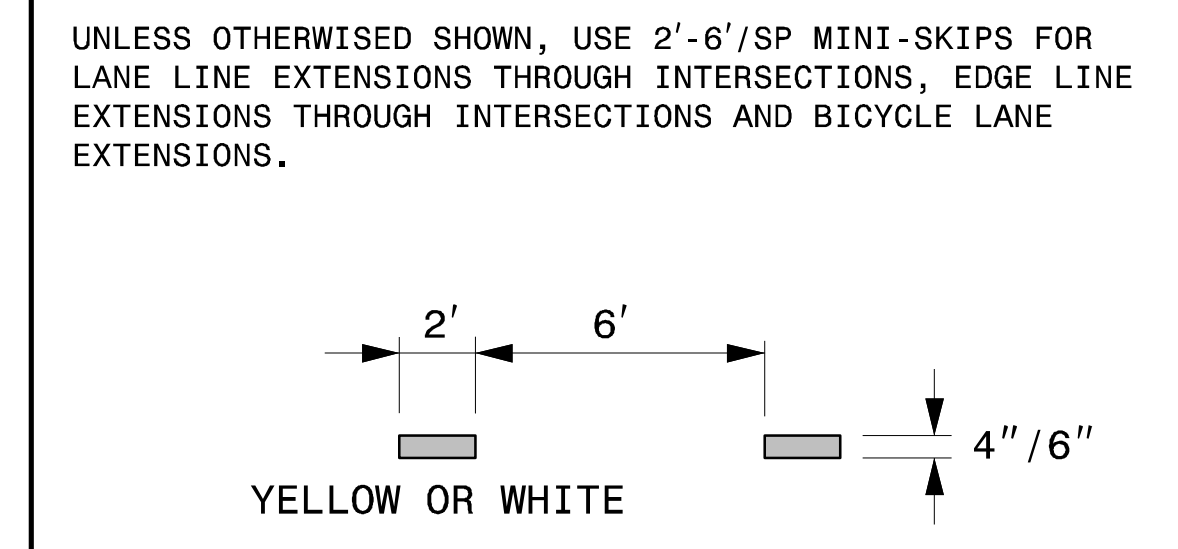 UNLESS OTHERWISED SHOWN, USE 2'-6'/SP MINI-SKIPS FOR
LANE LINE EXTENSIONS THROUGH INTERSECTIONS, EDGE LINE
EXTENSIONS THROUGH INTERSECTIONS AND BICYCLE LANE
EXTENSIONS.
2' 6'
4"/6"
YELLOW OR WHITE